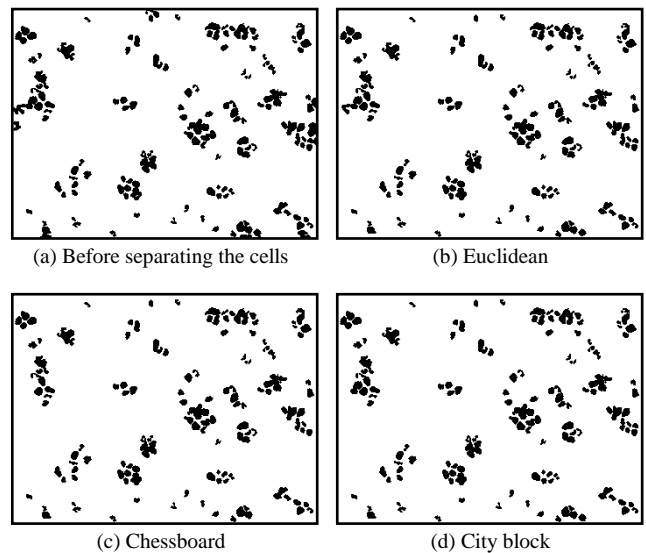 (a) Before separating the cells
(b) Euclidean
(c) Chessboard
(d) City block